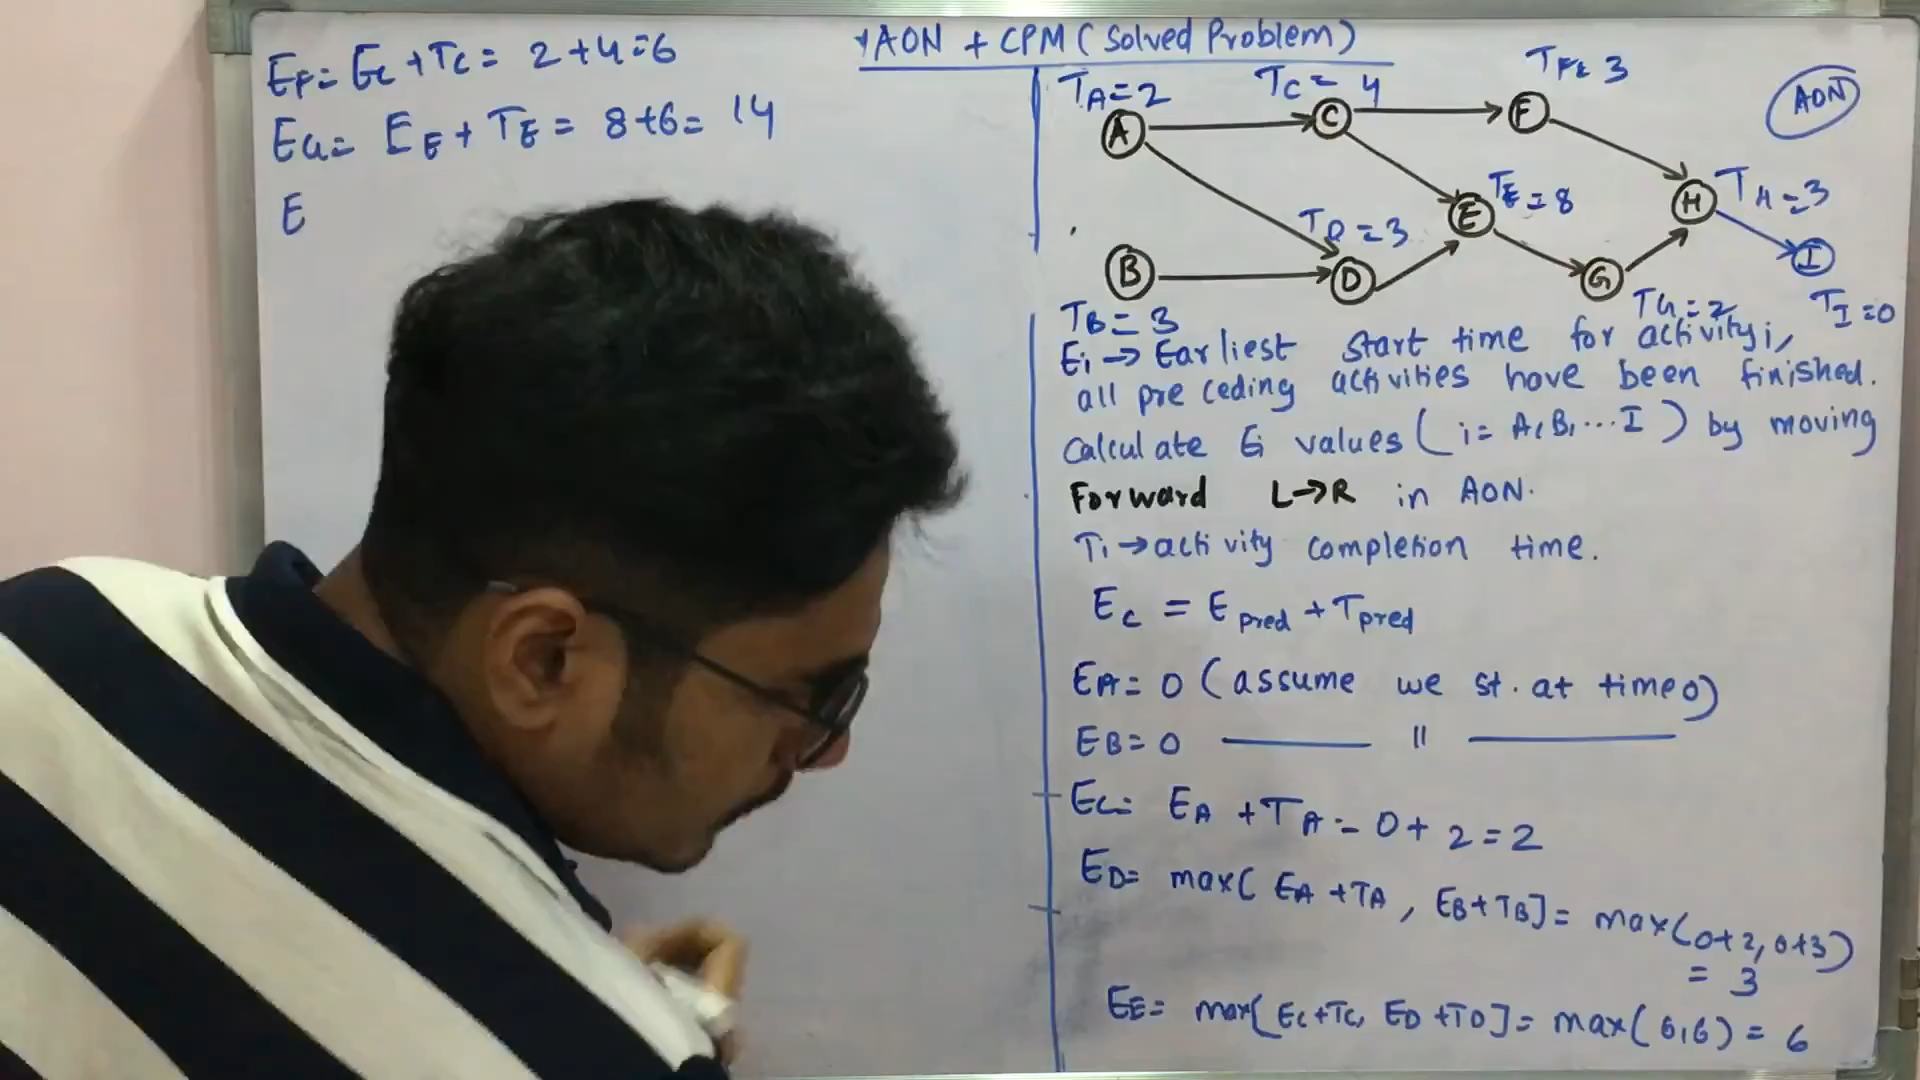 AON + CPM (Solved Problem)
EF = EC + TC = 2 + 4 = 6
EG = EE + TE = 8 + 6 = 14
E
TA = 2
TC = 4
TF = 3
AON
A
C
F
TE = 8
TH = 3
TD = 3
E
H
B
D
G
I
TB = 3
TG = 2
TI = 0
Ei → Earliest start time for activity i,
all pre ceding activities have been finished.
Calculate Ei values ( i = A, B, ... I ) by moving
Forward L→R in AON.
Ti → activity completion time.
Ec = Epred + Tpred
EA = 0 (assume we st. at time 0)
EB = 0 —— 11 ——
EC = EA + TA = 0 + 2 = 2
ED = max( EA + TA , EB + TB] = max(0+2, 0+3)
= 3
EE = max[ EC + TC, ED + TD] = max(6,6) = 6